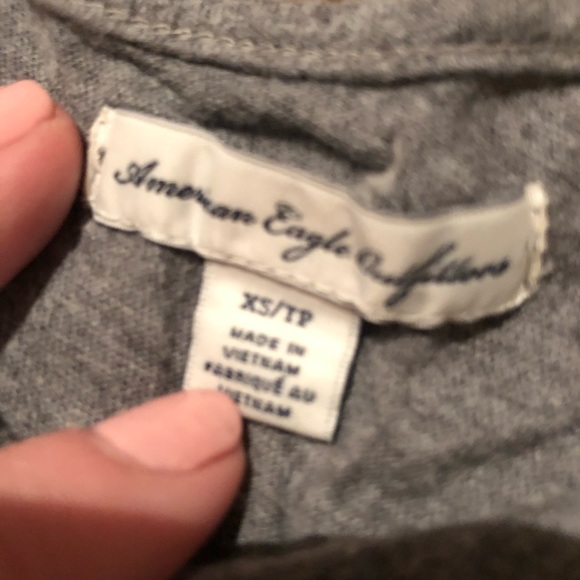 American Eagle Outfitters
XS/TP
MADE IN
VIETNAM
FABRIQUÉ AU
VIETNAM